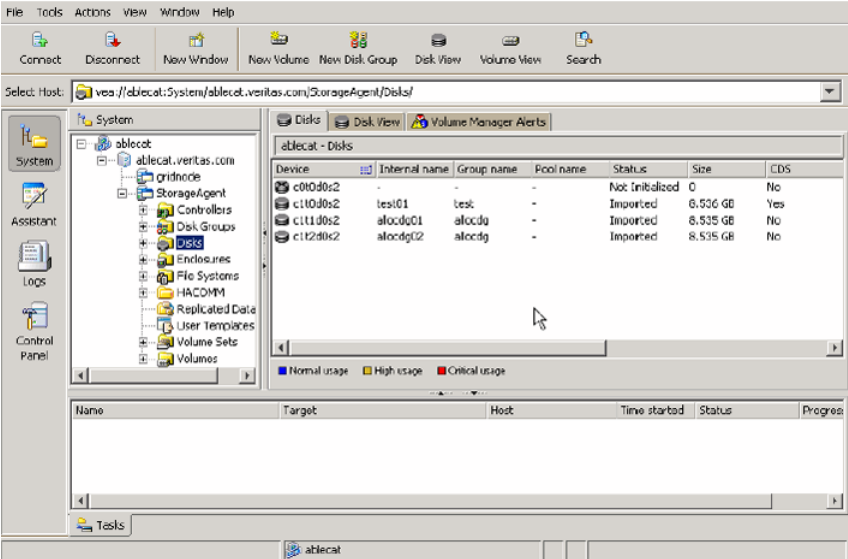 File Tools Actions View Window Help
Connect Disconnect New Window New Volume New Disk Group Disk View Volume View Search
Select Host: vea://ablecat:System/ablecat.veritas.com/StorageAgent/Disks/
System
Assistant
Logs
Control Panel
System
ablecat
ablecat.veritas.com
gridnode
StorageAgent
Controllers
Disk Groups
Disks
Enclosures
File Systems
HACOMM
Replicated Data
User Templates
Volume Sets
Volumes
Disks Disk View Volume Manager Alerts
ablecat - Disks
Device Internal name Group name Pool name Status Size CDS
c0t0d0s2 - - - Not Initialized 0 No
c1t0d0s2 test01 test - Imported 8.536 GB Yes
c1t1d0s2 alocdg01 alocdg - Imported 8.535 GB No
c1t2d0s2 alocdg02 alocdg - Imported 8.535 GB No
Normal usage High usage Critical usage
Name Target Host Time started Status Progres
Tasks
ablecat